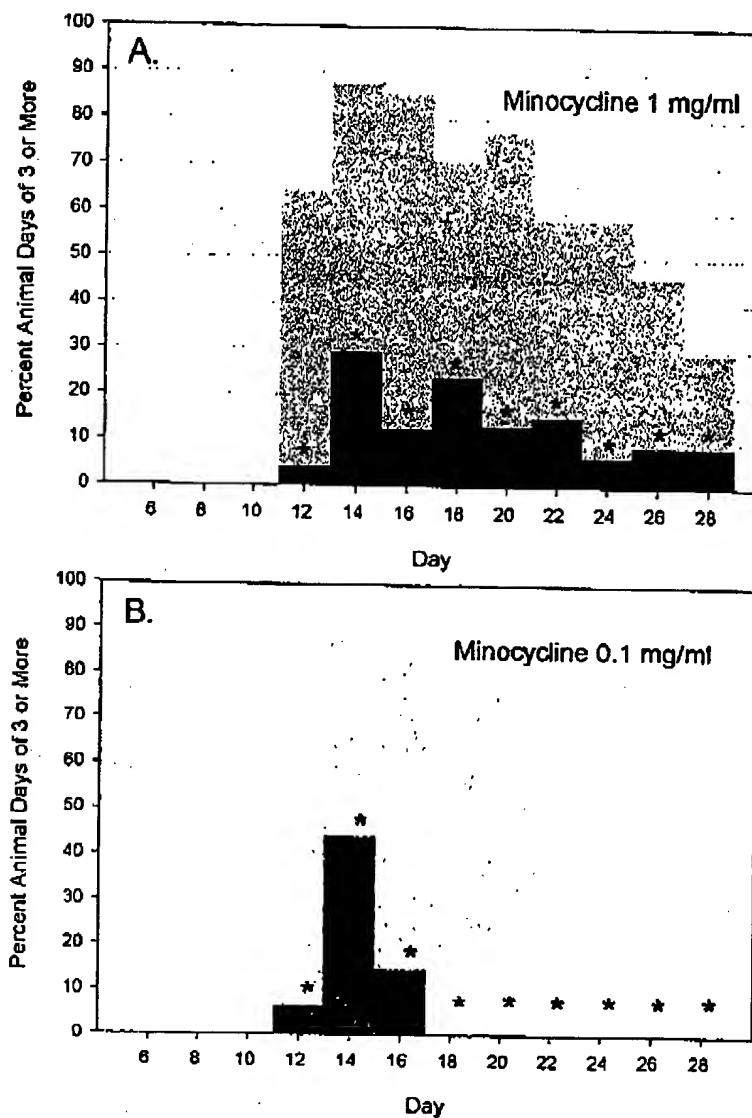 A.
Minocycline 1 mg/ml
Percent Animal Days of 3 or More
100
90
80
70
60
50
40
30
20
10
0
* * * * * * * * *
6 8 10 12 14 16 18 20 22 24 26 28
Day
B.
Minocycline 0.1 mg/ml
Percent Animal Days of 3 or More
100
90
80
70
60
50
40
30
20
10
0
* * * * * * * * *
6 8 10 12 14 16 18 20 22 24 26 28
Day